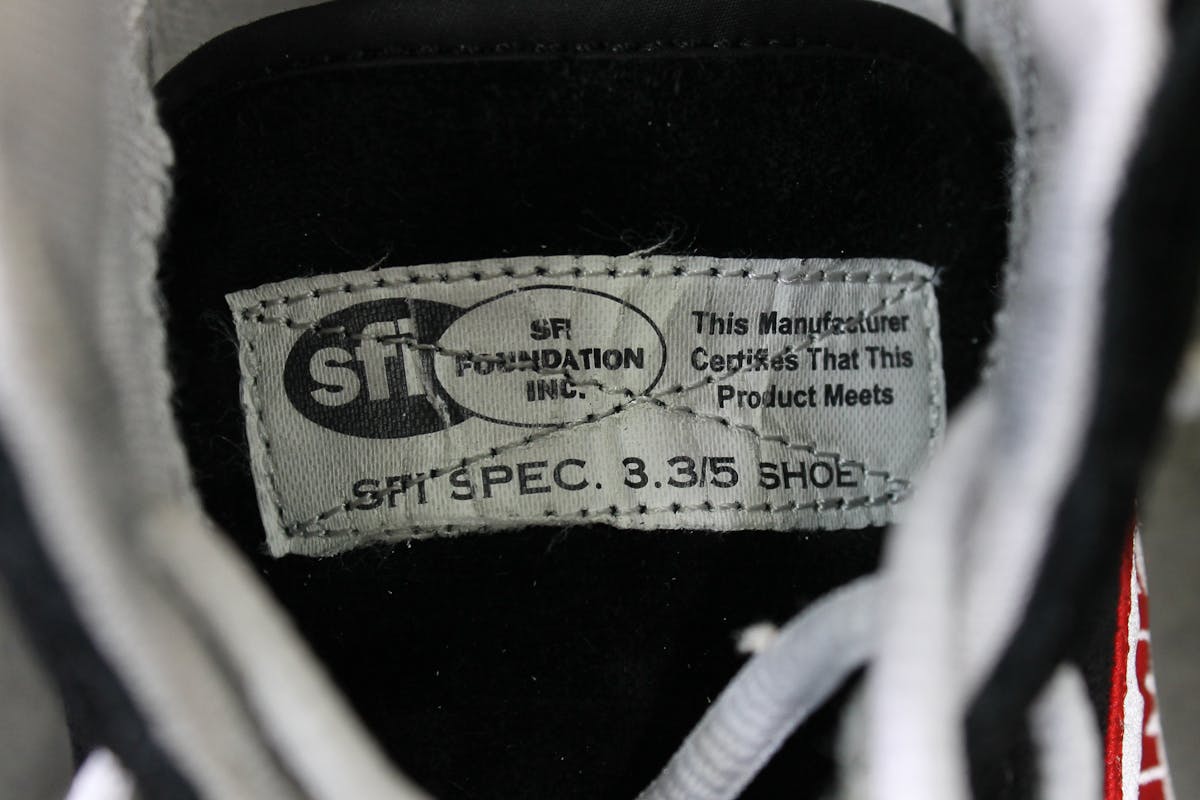 sfi
SFI
FOUNDATION
INC.
This Manufacturer
Certifies That This
Product Meets
SFI SPEC. 3.3/5 SHOE